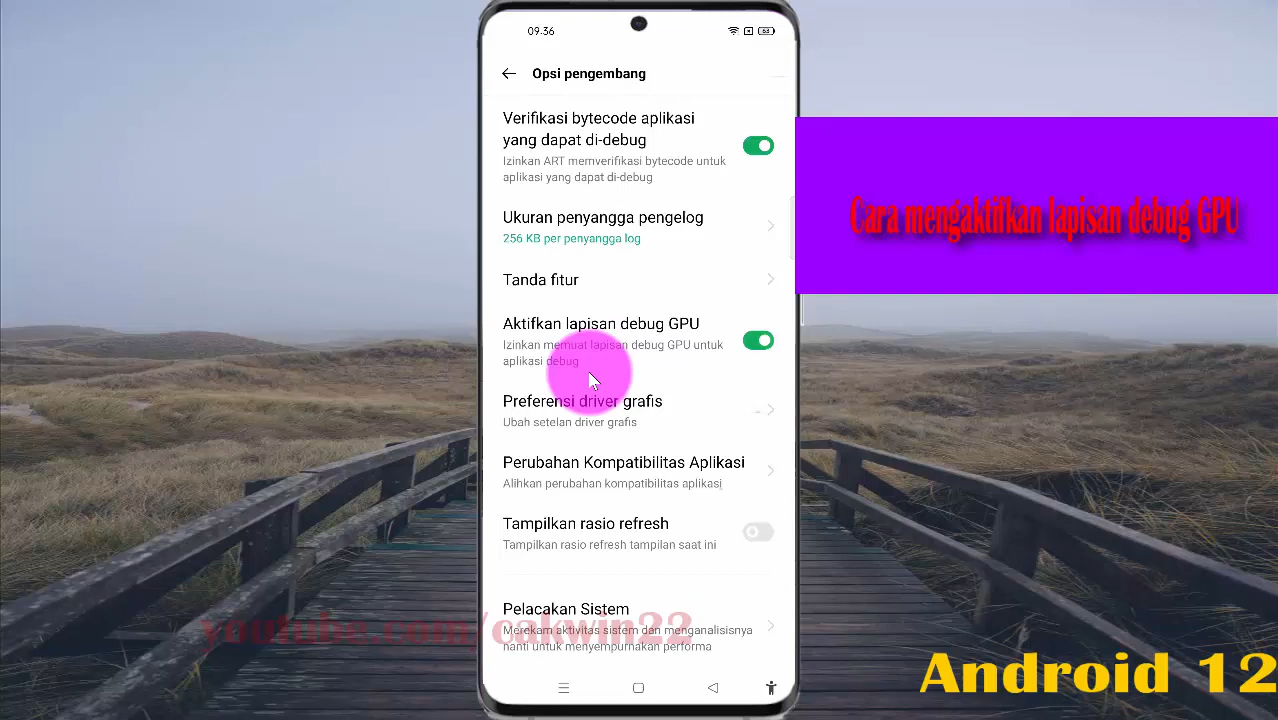 09.36
63
Opsi pengembang
Verifikasi bytecode aplikasi
yang dapat di-debug
Izinkan ART memverifikasi bytecode untuk
aplikasi yang dapat di-debug
Ukuran penyangga pengelog
256 KB per penyangga log
Tanda fitur
Aktifkan lapisan debug GPU
Izinkan memuat lapisan debug GPU untuk
aplikasi debug
Preferensi driver grafis
Ubah setelan driver grafis
Perubahan Kompatibilitas Aplikasi
Alihkan perubahan kompatibilitas aplikasi
Tampilkan rasio refresh
Tampilkan rasio refresh tampilan saat ini
Pelacakan Sistem
Merekam aktivitas sistem dan menganalisisnya
nanti untuk menyempurnakan performa
Cara mengaktifkan lapisan debug GPU
youtube.com/cakwin22
Android 12